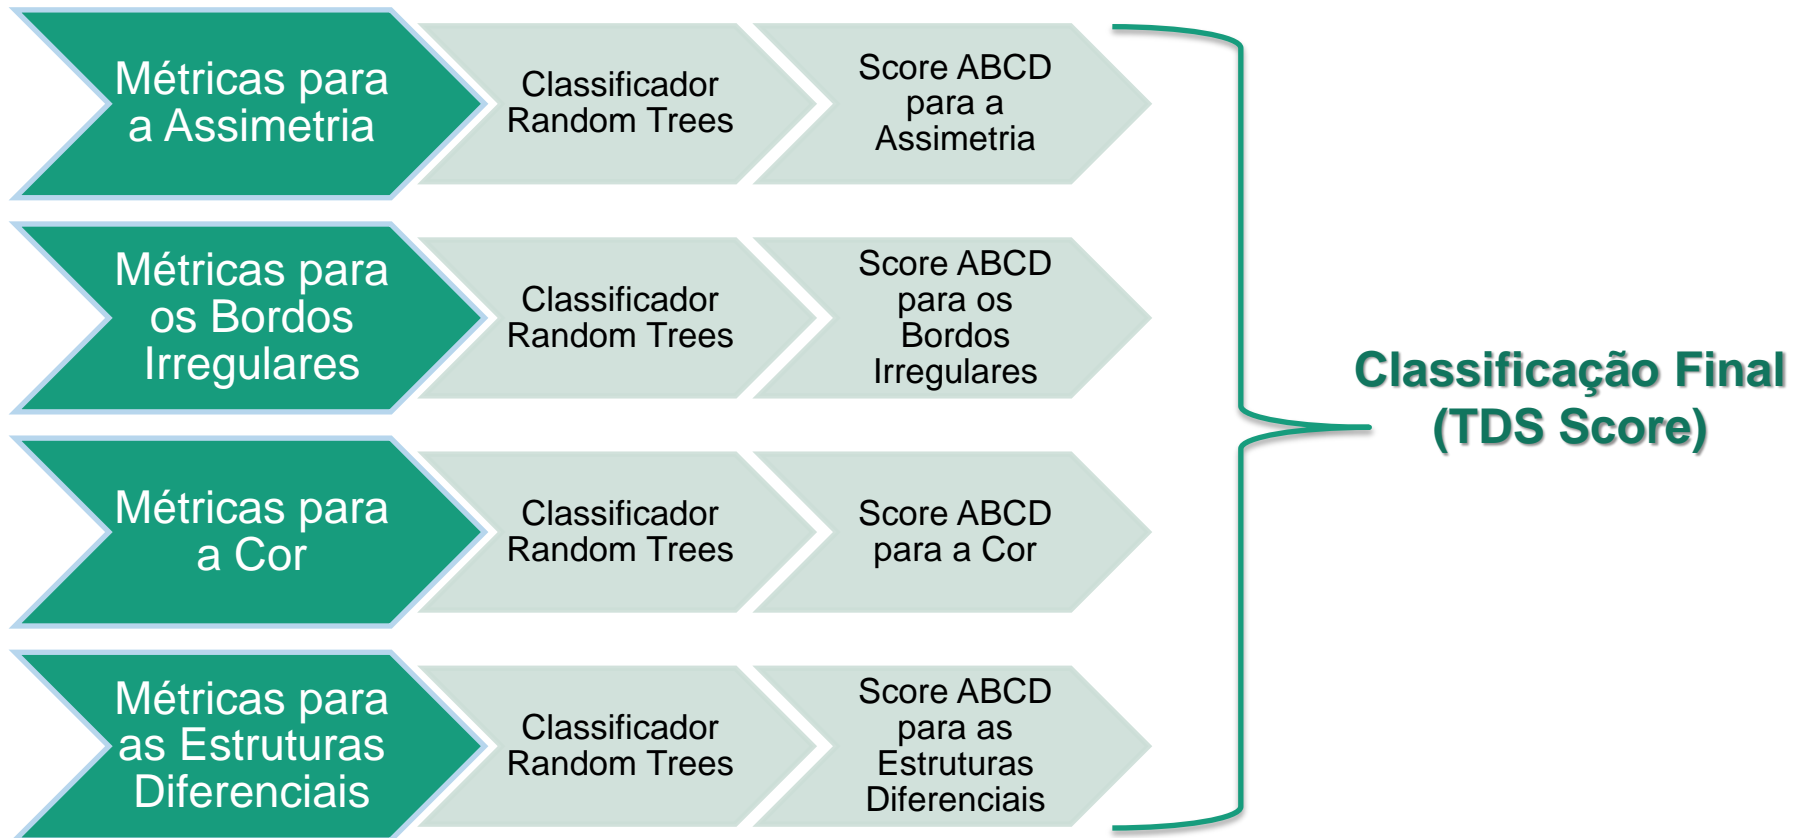 Métricas para
a Assimetria
Classificador
Random Trees
Score ABCD
para a
Assimetria
Métricas para
os Bordos
Irregulares
Classificador
Random Trees
Score ABCD
para os
Bordos
Irregulares
Métricas para
a Cor
Classificador
Random Trees
Score ABCD
para a Cor
Métricas para
as Estruturas
Diferenciais
Classificador
Random Trees
Score ABCD
para as
Estruturas
Diferenciais
Classificação Final
(TDS Score)